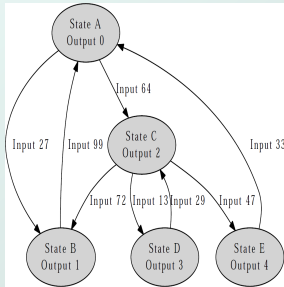 State A
Output 0
Input 64
State C
Output 2
Input 27
Input 99
Input 33
Input 72
Input 13
Input 29
Input 47
State B
Output 1
State D
Output 3
State E
Output 4